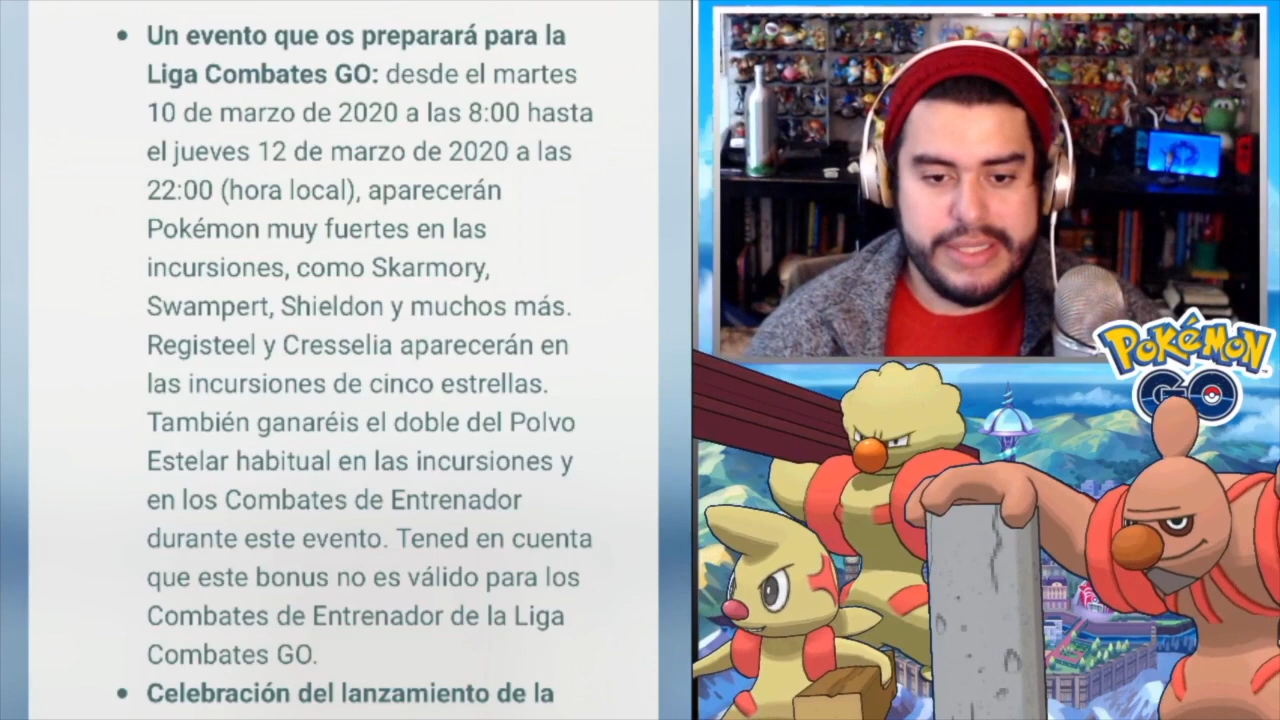 Un evento que os preparará para la
Liga Combates GO: desde el martes
10 de marzo de 2020 a las 8:00 hasta
el jueves 12 de marzo de 2020 a las
22:00 (hora local), aparecerán
Pokémon muy fuertes en las
incursiones, como Skarmory,
Swampert, Shieldon y muchos más.
Registeel y Cresselia aparecerán en
las incursiones de cinco estrellas.
También ganaréis el doble del Polvo
Estelar habitual en las incursiones y
en los Combates de Entrenador
durante este evento. Tened en cuenta
que este bonus no es válido para los
Combates de Entrenador de la Liga
Combates GO.
Celebración del lanzamiento de la
POKéMON
GO